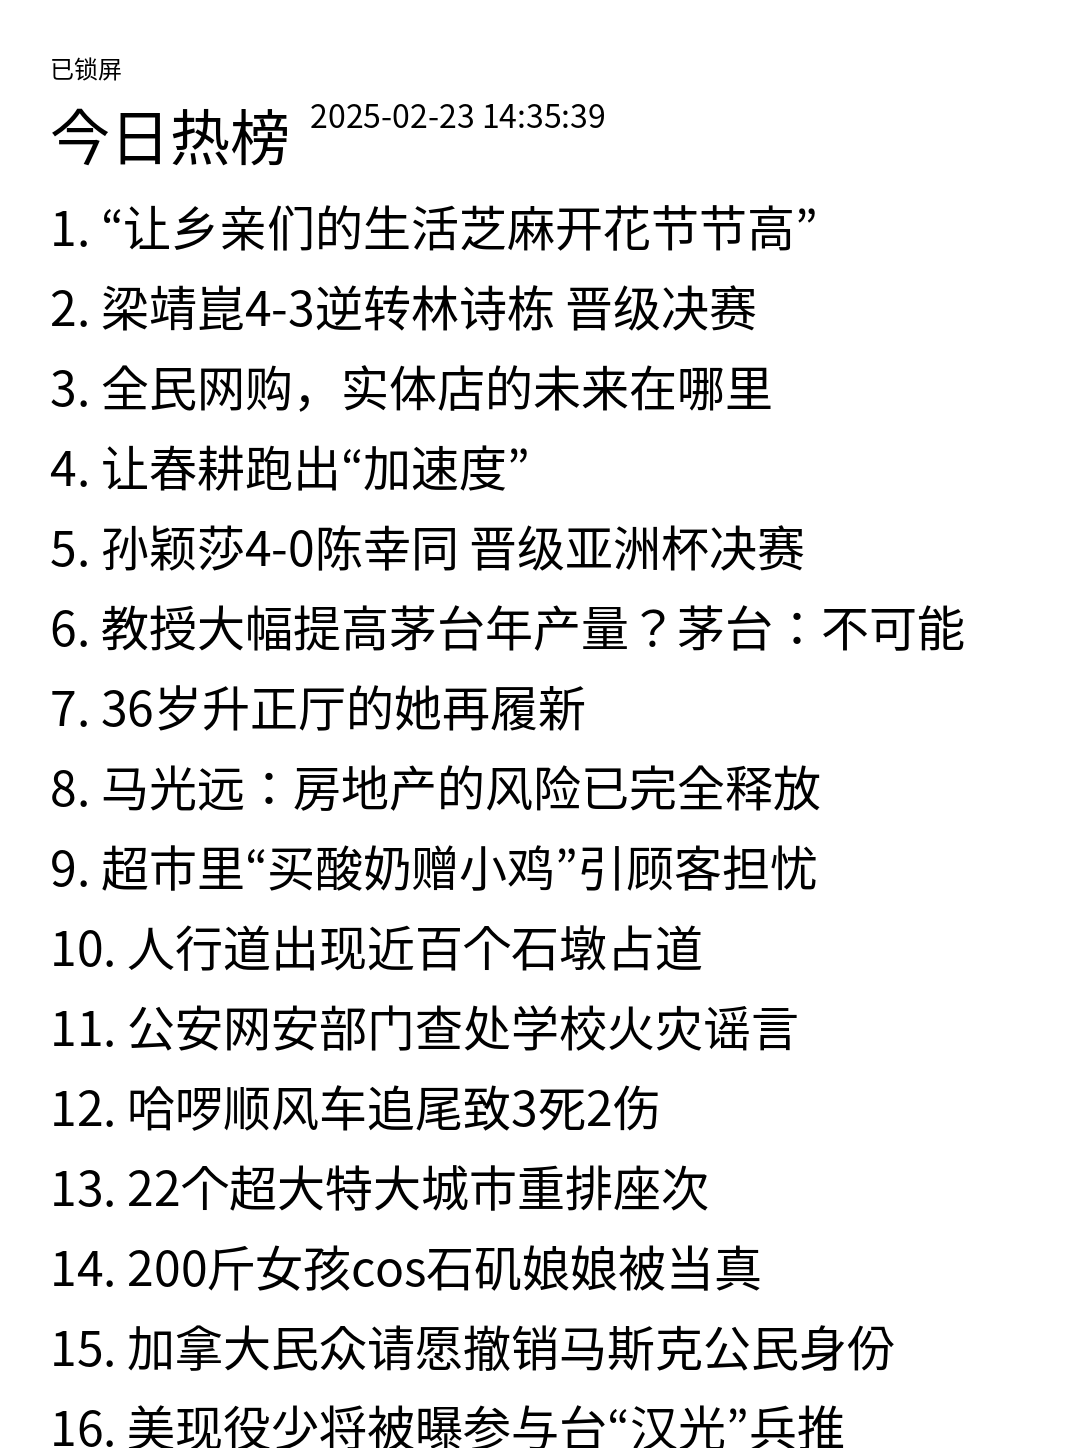 已锁屏
今日热榜 2025-02-23 14:35:39
1. “让乡亲们的生活芝麻开花节节高”
2. 梁靖崑4-3逆转林诗栋 晋级决赛
3. 全民网购，实体店的未来在哪里
4. 让春耕跑出“加速度”
5. 孙颖莎4-0陈幸同 晋级亚洲杯决赛
6. 教授大幅提高茅台年产量？茅台：不可能
7. 36岁升正厅的她再履新
8. 马光远：房地产的风险已完全释放
9. 超市里“买酸奶赠小鸡”引顾客担忧
10. 人行道出现近百个石墩占道
11. 公安网安部门查处学校火灾谣言
12. 哈啰顺风车追尾致3死2伤
13. 22个超大特大城市重排座次
14. 200斤女孩cos石矶娘娘被当真
15. 加拿大民众请愿撤销马斯克公民身份
16. 美现役少将被曝参与台“汉光”兵推